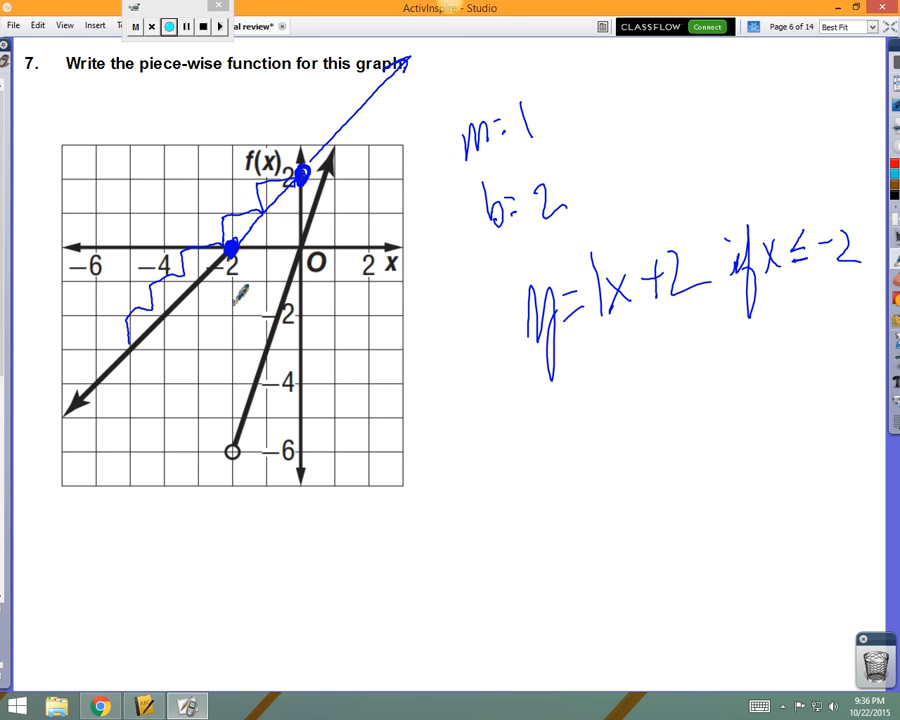 ActivInspire - Studio
File Edit View Insert al review*
CLASSFLOW Connect Page 6 of 14 Best Fit
7. Write the piece-wise function for this graph.
f(x)
2
-6 -4 -2 O 2 x
-2
-4
-6
m=1
b=2
y=1x+2 if x≤-2
9:36 PM
10/22/2015